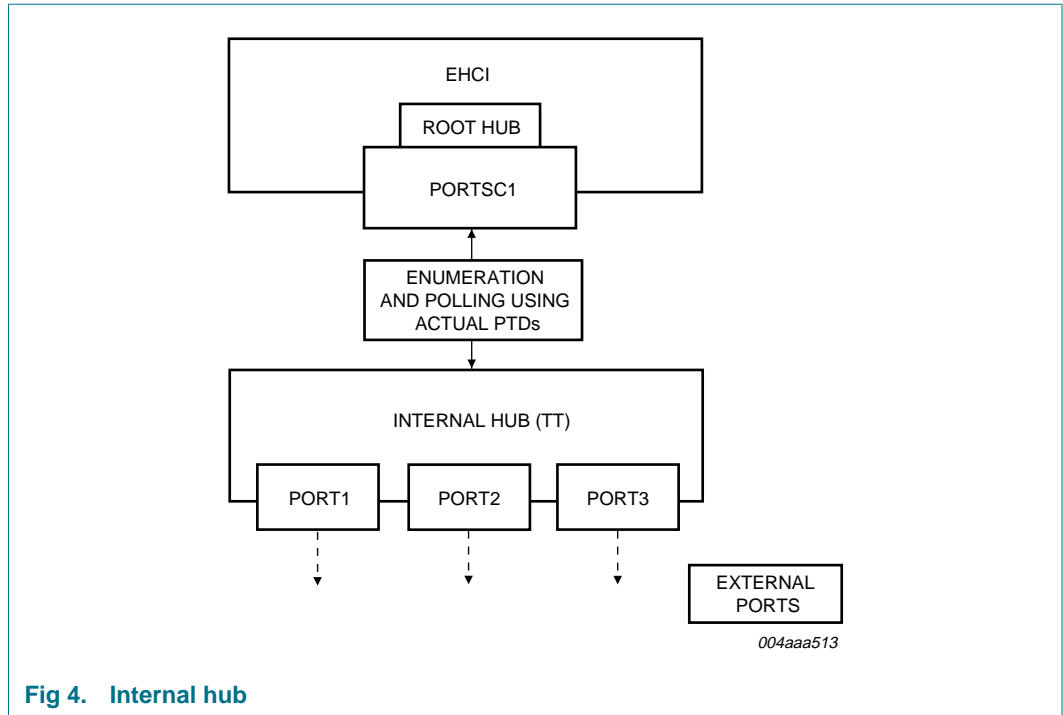 EHCI
ROOT HUB
PORTSC1
ENUMERATION
AND POLLING USING
ACTUAL PTDs
INTERNAL HUB (TT)
PORT1 PORT2 PORT3
EXTERNAL
PORTS
004aaa513
Fig 4. Internal hub